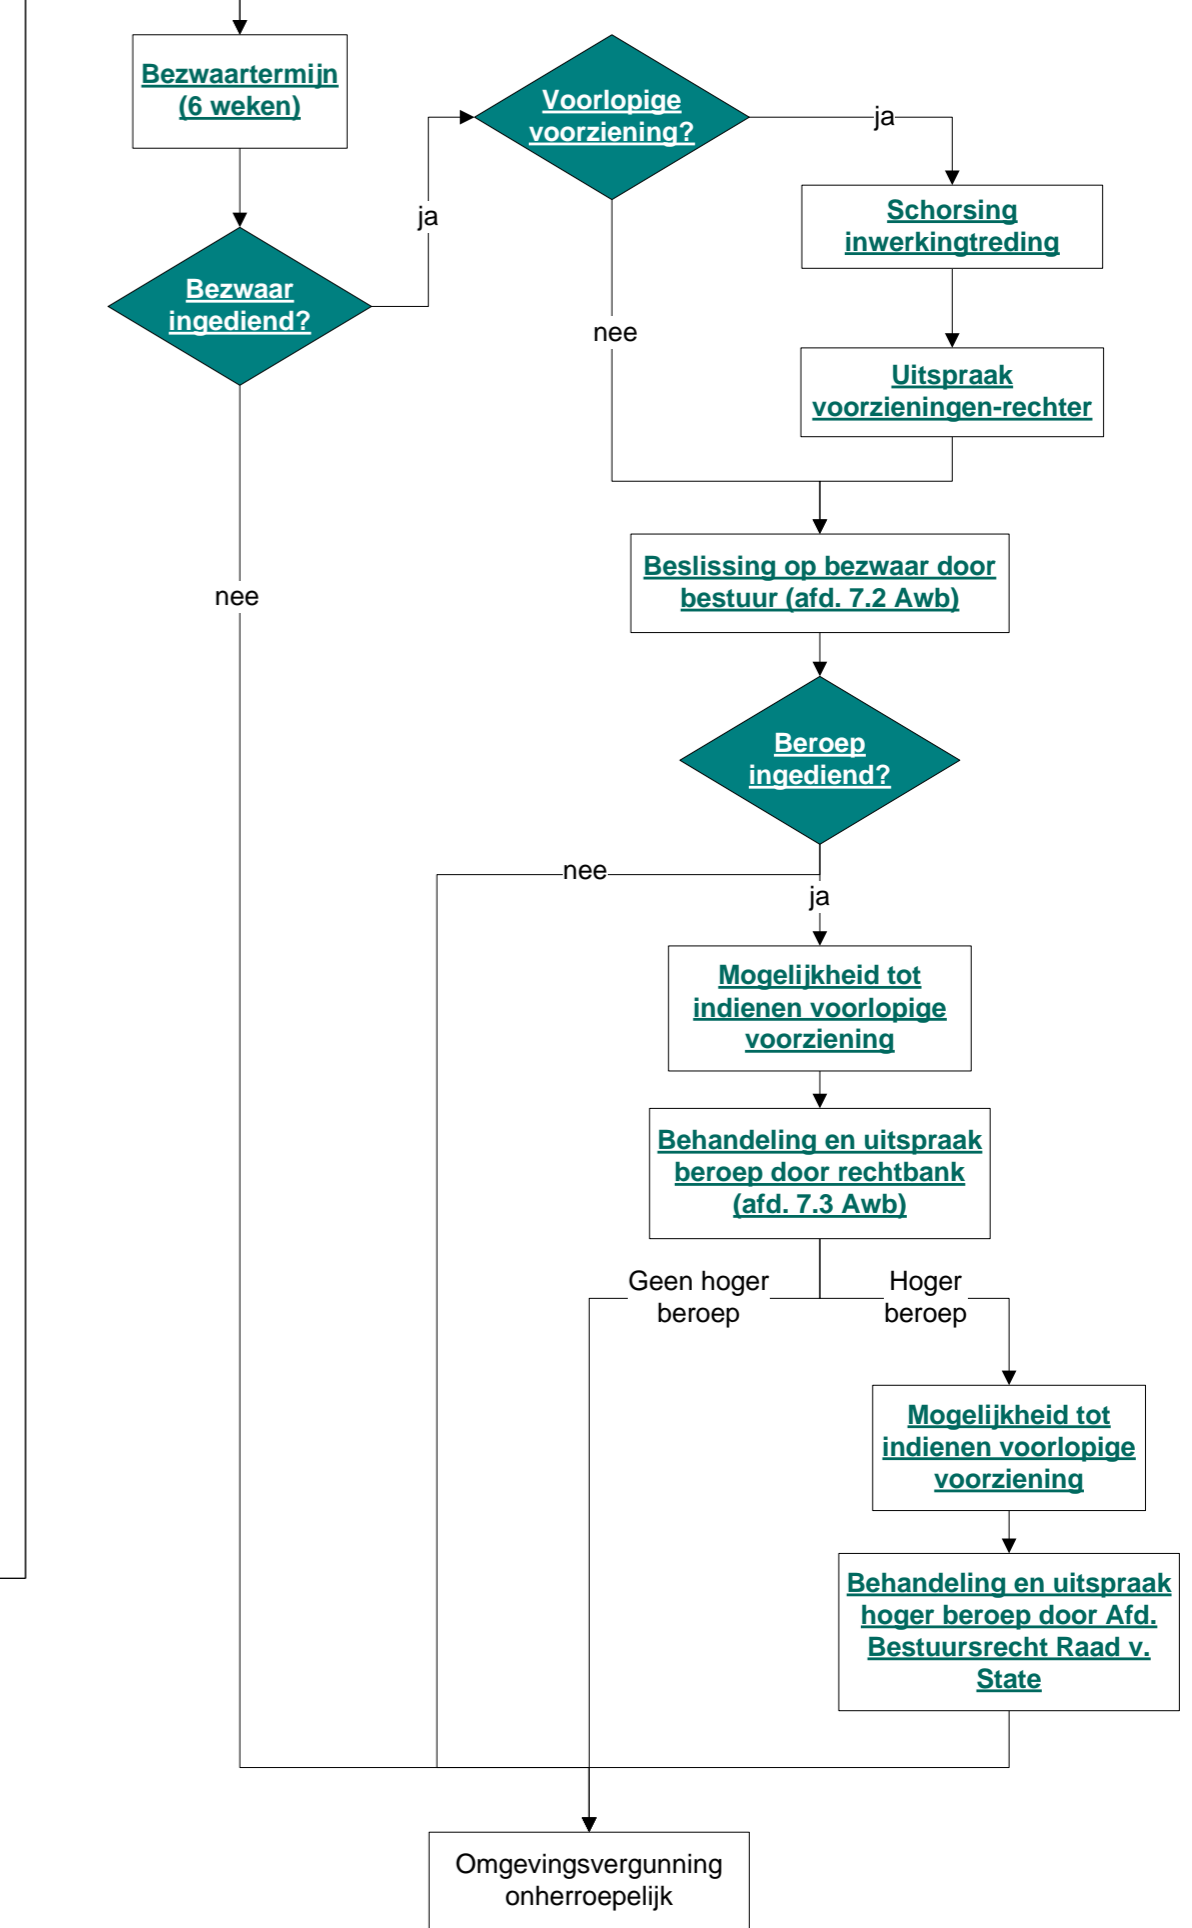 Bezwaartermijn
(6 weken)
Voorlopige
voorziening?
ja
Schorsing
inwerkingtreding
ja
Bezwaar
ingediend?
nee
Uitspraak
voorzieningen-rechter
Beslissing op bezwaar door
bestuur (afd. 7.2 Awb)
nee
Beroep
ingediend?
nee
ja
Mogelijkheid tot
indienen voorlopige
voorziening
Behandeling en uitspraak
beroep door rechtbank
(afd. 7.3 Awb)
Geen hoger
beroep
Hoger
beroep
Mogelijkheid tot
indienen voorlopige
voorziening
Behandeling en uitspraak
hoger beroep door Afd.
Bestuursrecht Raad v.
State
Omgevingsvergunning
onherroepelijk